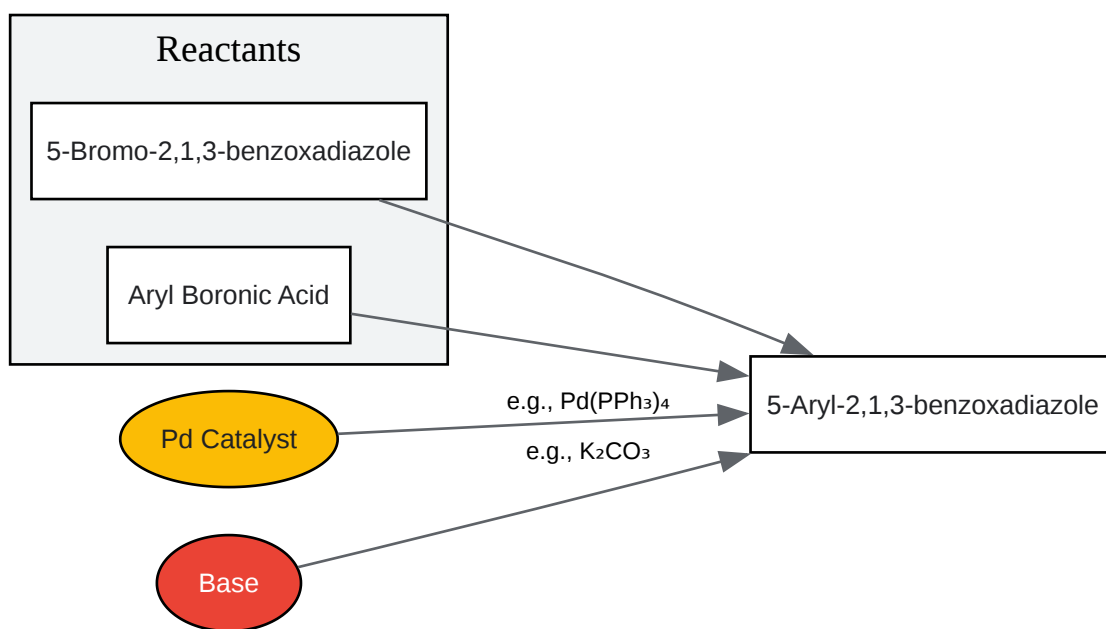 Reactants
5-Bromo-2,1,3-benzoxadiazole
Aryl Boronic Acid
e.g., Pd(PPh₃)₄
5-Aryl-2,1,3-benzoxadiazole
Pd Catalyst
e.g., K₂CO₃
Base